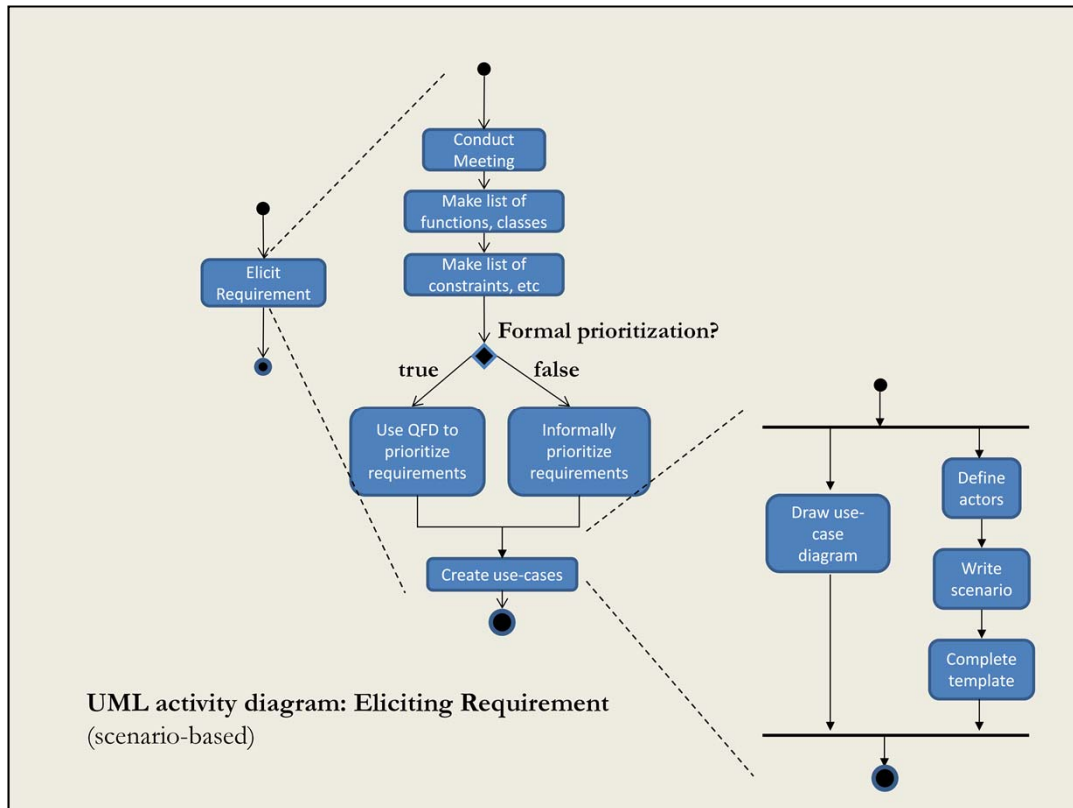 Conduct
Meeting
Make list of
functions, classes
Make list of
constraints, etc
Elicit
Requirement
Formal prioritization?
true
false
Use QFD to
prioritize
requirements
Informally
prioritize
requirements
Create use-cases
Draw use-
case
diagram
Define
actors
Write
scenario
Complete
template
UML activity diagram: Eliciting Requirement
(scenario-based)